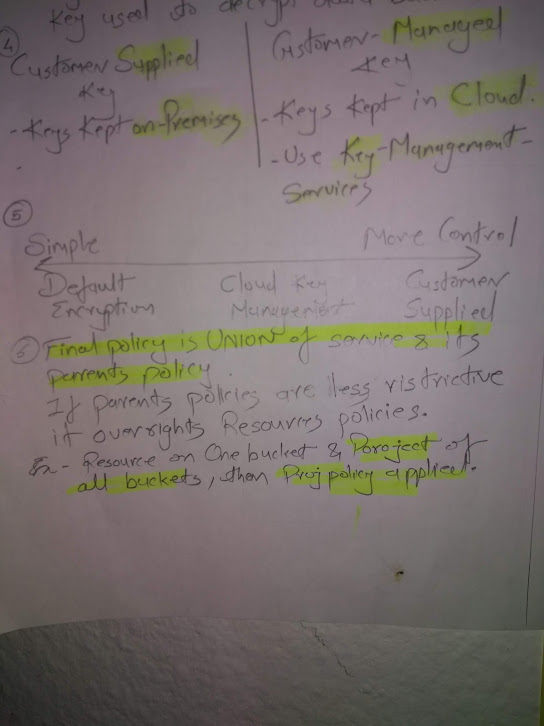 Key used to decrypt
④
Customer Supplied
Key
- Keys Kept on-Premises
Customer-Managed
Key
- Keys Kept in Cloud.
- Use Key-Management-
Services
⑤
Simple More Control
Default Cloud Key Customer
Encryption Management Supplied
⑥ Final policy is UNION of service & its
parents policy.
If parents policies are less ristrictive
it overrights Resources policies.
Ex- Resource on One bucket & Poroject of
all buckets, then Proj policy applied.